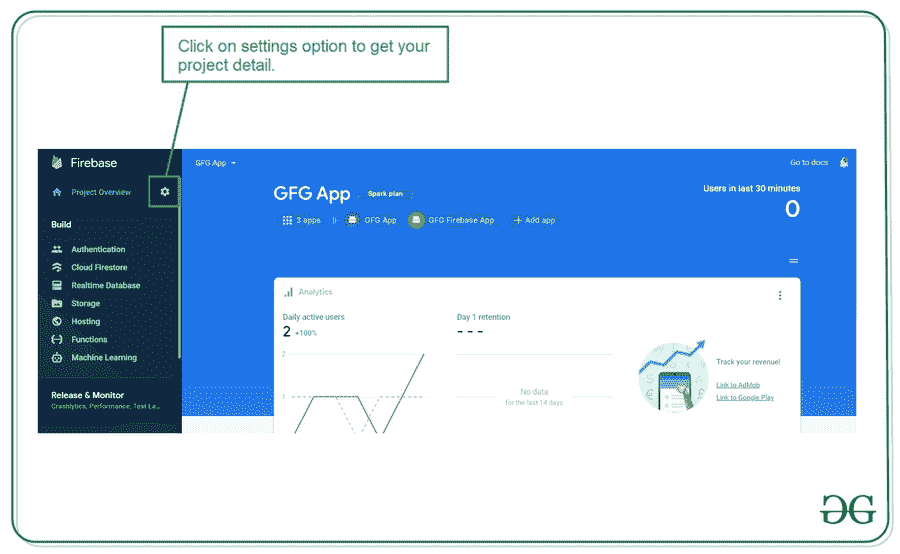 Click on settings option to get your
project detail.
Firebase
GFG App
Go to docs
Project Overview
GFG App
Spark plan
Users in last 30 minutes
0
3 apps
GFG App
GFG Firebase App
+ Add app
Build
Authentication
Cloud Firestore
Realtime Database
Storage
Hosting
Functions
Machine Learning
Release & Monitor
Crashlytics, Performance, Test La...
Analytics
Daily active users
2 +100%
2
1
Day 1 retention
- - -
No data
for the last 14 days
Track your revenue!
Link to AdMob
Link to Google Play